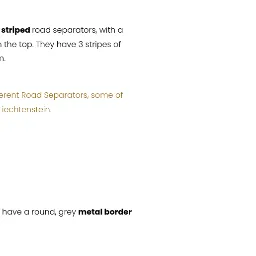 striped road separators, with a
the top. They have 3 stripes of
erent Road Separators, some of
Liechtenstein.
have a round, grey metal border